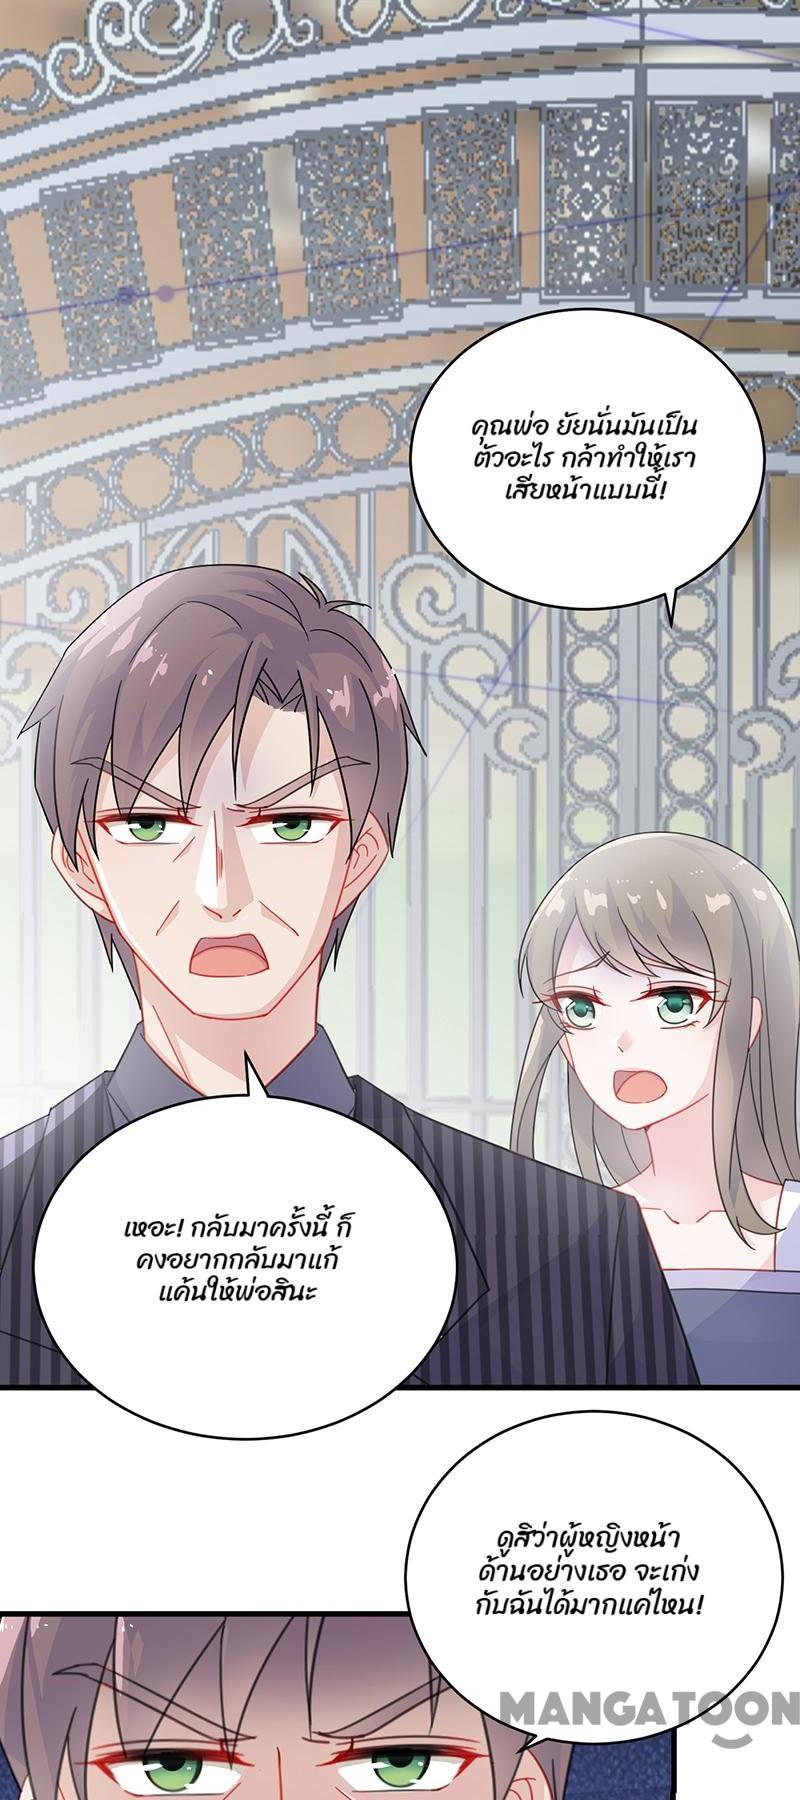 คุณพ่อ ยัยนั่นมันเป็น
ตัวอะไร กล้าทำให้เรา
เสียหน้าแบบนี้!
เหอะ! กลับมาครั้งนี้ ก็
คงอยากกลับมาแก้
แค้นให้พ่อสินะ
ดูสิว่าผู้หญิงหน้า
ด้านอย่างเธอ จะเก่ง
กับฉันได้มากแค่ไหน!
MANGATOON